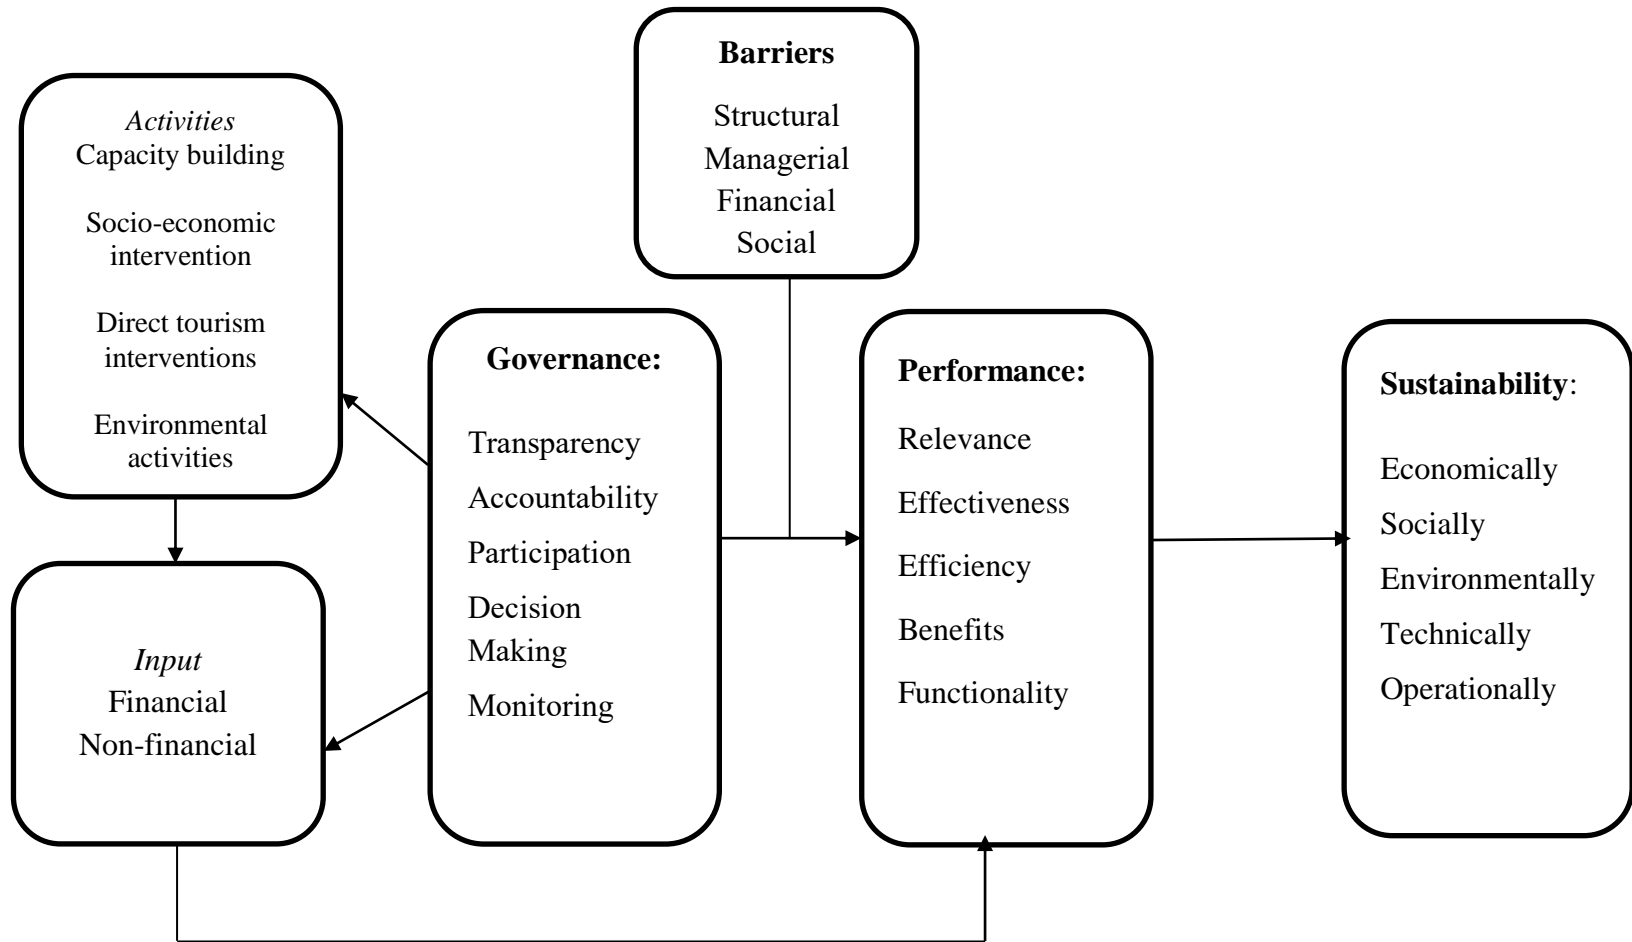 Barriers
Structural
Managerial
Financial
Social
Activities
Capacity building
Socio-economic
intervention
Direct tourism
interventions
Environmental
activities
Input
Financial
Non-financial
Governance:
Transparency
Accountability
Participation
Decision
Making
Monitoring
Performance:
Relevance
Effectiveness
Efficiency
Benefits
Functionality
Sustainability:
Economically
Socially
Environmentally
Technically
Operationally